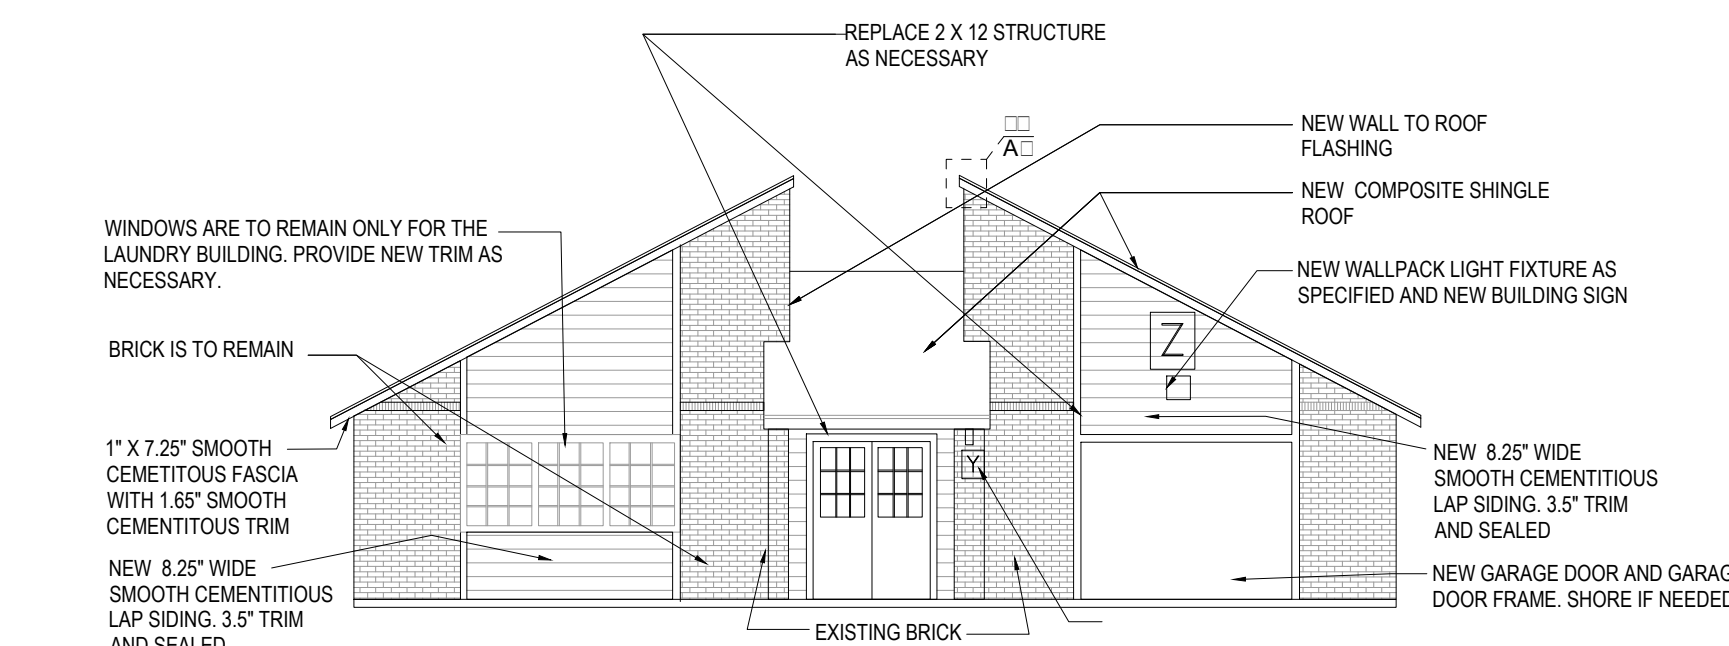 REPLACE 2 X 12 STRUCTURE
AS NECESSARY
A
NEW WALL TO ROOF
FLASHING
NEW COMPOSITE SHINGLE
ROOF
WINDOWS ARE TO REMAIN ONLY FOR THE
LAUNDRY BUILDING. PROVIDE NEW TRIM AS
NECESSARY.
NEW WALLPACK LIGHT FIXTURE AS
SPECIFIED AND NEW BUILDING SIGN
Z
BRICK IS TO REMAIN
1" X 7.25" SMOOTH
CEMETITOUS FASCIA
WITH 1.65" SMOOTH
CEMENTITOUS TRIM
Y
NEW 8.25" WIDE
SMOOTH CEMENTITIOUS
LAP SIDING. 3.5" TRIM
AND SEALED
NEW 8.25" WIDE
SMOOTH CEMENTITIOUS
LAP SIDING. 3.5" TRIM
AND SEALED
NEW GARAGE DOOR AND GARAG
DOOR FRAME. SHORE IF NEEDED
EXISTING BRICK